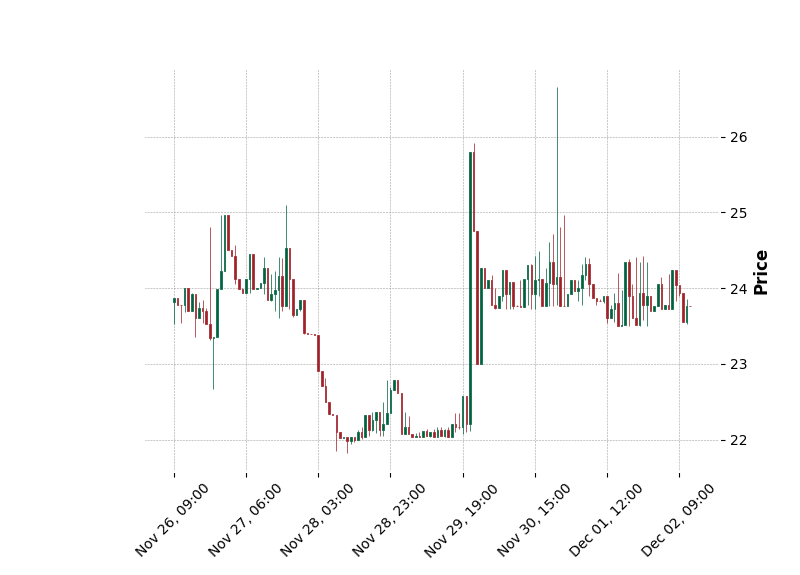 26
25
24
23
22
Price
Nov 26, 09:00
Nov 27, 06:00
Nov 28, 03:00
Nov 28, 23:00
Nov 29, 19:00
Nov 30, 15:00
Dec 01, 12:00
Dec 02, 09:00